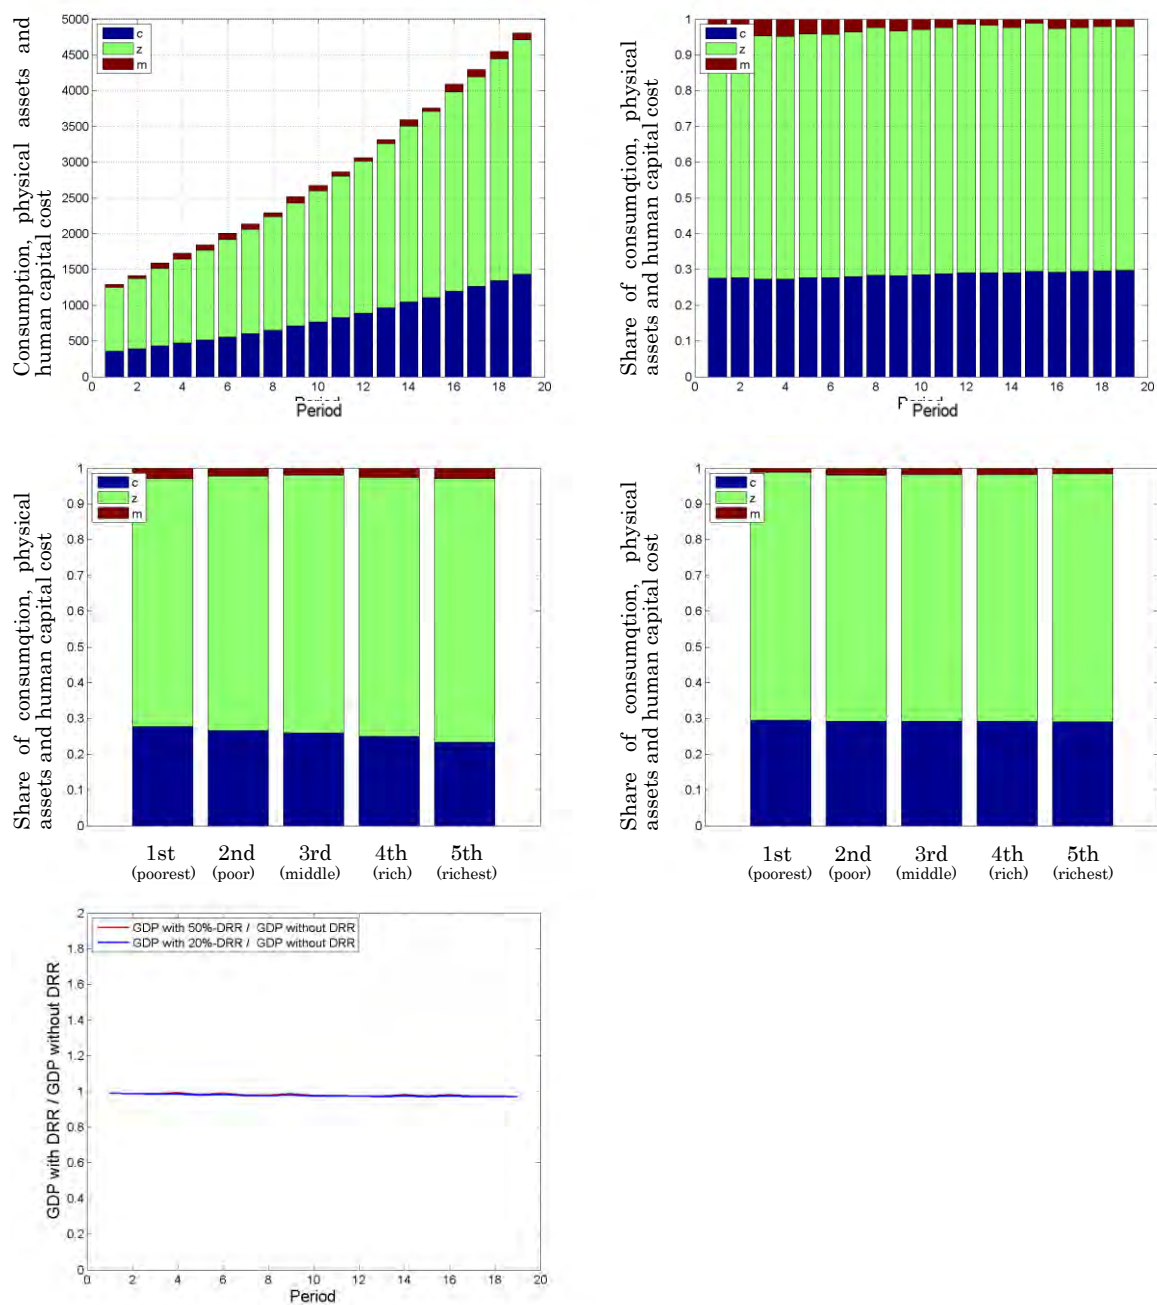 Consumption, physical assets and
human capital cost
5000
4500
4000
3500
3000
2500
2000
1500
1000
500
0
c
z
m
0 2 4 6 8 10 12 14 16 18 20
Period
Share of consumqtion, physical
assets and human capital cost
1
0.9
0.8
0.7
0.6
0.5
0.4
0.3
0.2
0.1
0
c
z
m
0 2 4 6 8 10 12 14 16 18 20
Period
Share of consumqtion, physical
assets and human capital cost
1
0.9
0.8
0.7
0.6
0.5
0.4
0.3
0.2
0.1
0
c
z
m
1st 2nd 3rd 4th 5th
(poorest) (poor) (middle) (rich) (richest)
Share of consumqtion, physical
assets and human capital cost
1
0.9
0.8
0.7
0.6
0.5
0.4
0.3
0.2
0.1
0
c
z
m
1st 2nd 3rd 4th 5th
(poorest) (poor) (middle) (rich) (richest)
GDP with DRR / GDP without DRR
2
1.8
1.6
1.4
1.2
1
0.8
0.6
0.4
0.2
0
GDP with 50%-DRR / GDP without DRR
GDP with 20%-DRR / GDP without DRR
0 2 4 6 8 10 12 14 16 18 20
Period